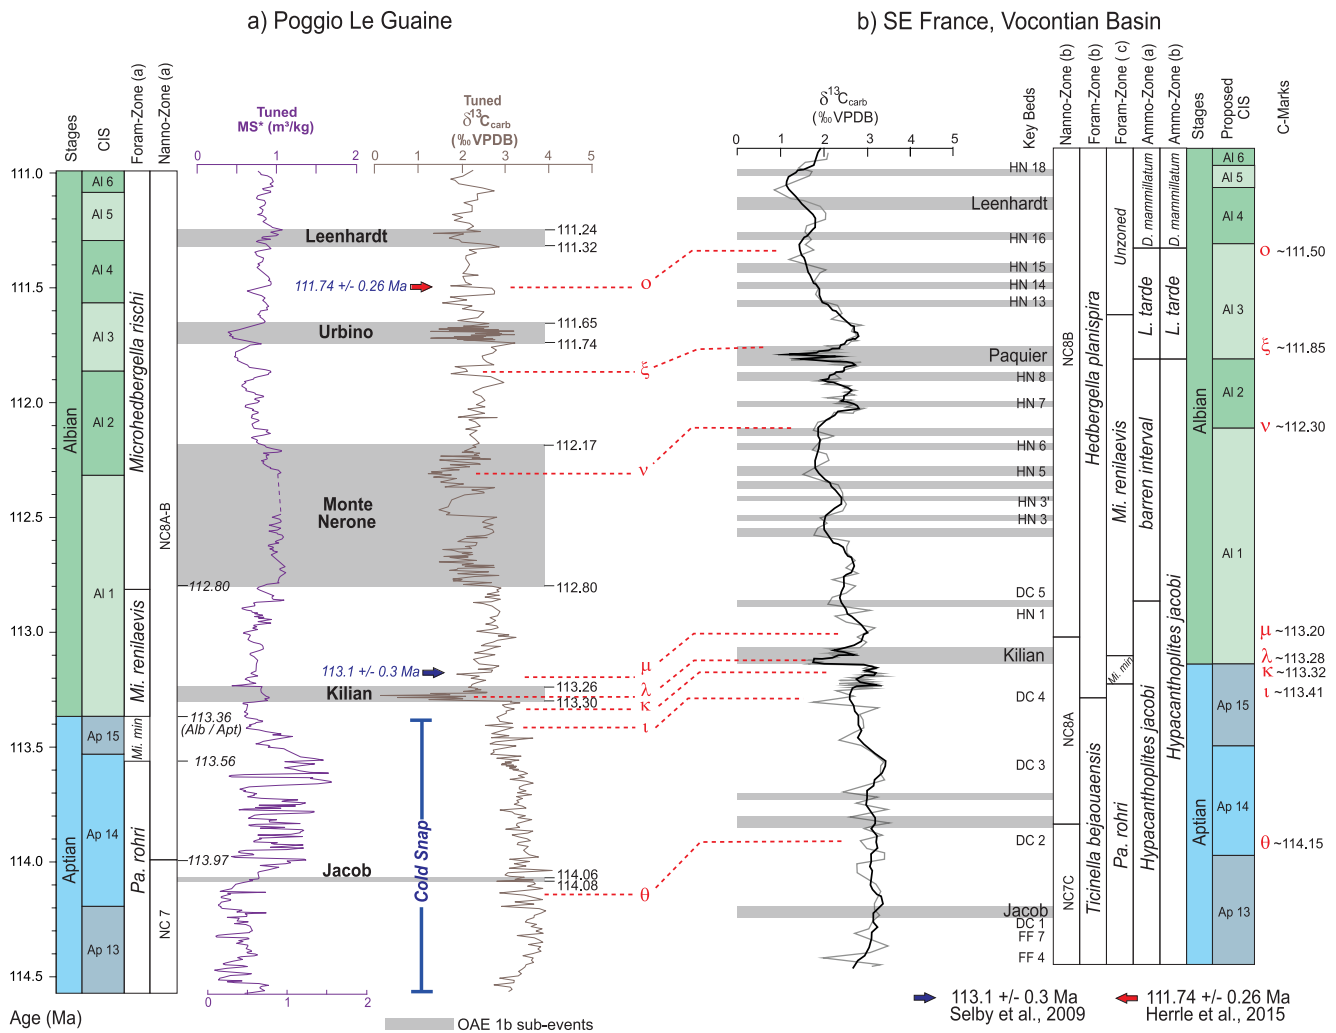 a) Poggio Le Guaine
b) SE France, Vocontian Basin
Stages
CIS
Foram-Zone (a)
Nanno-Zone (a)
Tuned
MS* (m³/kg)
0
1
2
Tuned
δ¹³Ccarb
(‰ VPDB)
0
1
2
3
4
5
111.0
111.5
112.0
112.5
113.0
113.5
114.0
114.5
Age (Ma)
Albian
Aptian
Al 6
Al 5
Al 4
Al 3
Al 2
Al 1
Ap 15
Ap 14
Ap 13
Microhedbergella rischi
Mi. renilaevis
Mi. min
Pa. rohri
NC8A-B
NC 7
112.80
113.36
(Alb / Apt)
113.56
113.97
Leenhardt
111.24
111.32
111.74 +/- 0.26 Ma
Urbino
111.65
111.74
Monte
Nerone
112.17
112.80
113.1 +/- 0.3 Ma
Kilian
113.26
113.30
Cold Snap
Jacob
114.06
114.08
0
1
2
OAE 1b sub-events
ο
ξ
ν
μ
λ
κ
ι
θ
δ¹³Ccarb
(‰ VPDB)
0
1
2
3
4
5
Key Beds
Nanno-Zone (b)
Foram-Zone (b)
Foram-Zone ( c)
Ammo-Zone (a)
Ammo-Zone (b)
Stages
Proposed
CIS
C-Marks
HN 18
Leenhardt
HN 16
HN 15
HN 14
HN 13
Paquier
HN 8
HN 7
HN 6
HN 5
HN 3'
HN 3
DC 5
HN 1
Kilian
DC 4
DC 3
DC 2
Jacob
DC 1
FF 7
FF 4
NC8B
NC8A
NC7C
Hedbergella planispira
Ticinella bejaouaensis
Unzoned
Mi. renilaevis
Mi. min
Pa. rohri
D. mammillatum
L. tarde
barren interval
Hypacanthoplites jacobi
D. mammillatum
L. tarde
Hypacanthoplites jacobi
Albian
Aptian
Al 6
Al 5
Al 4
Al 3
Al 2
Al 1
Ap 15
Ap 14
Ap 13
ο ~111.50
ξ ~111.85
ν ~112.30
μ ~113.20
λ ~113.28
κ ~113.32
ι ~113.41
θ ~114.15
113.1 +/- 0.3 Ma
Selby et al., 2009
111.74 +/- 0.26 Ma
Herrle et al., 2015